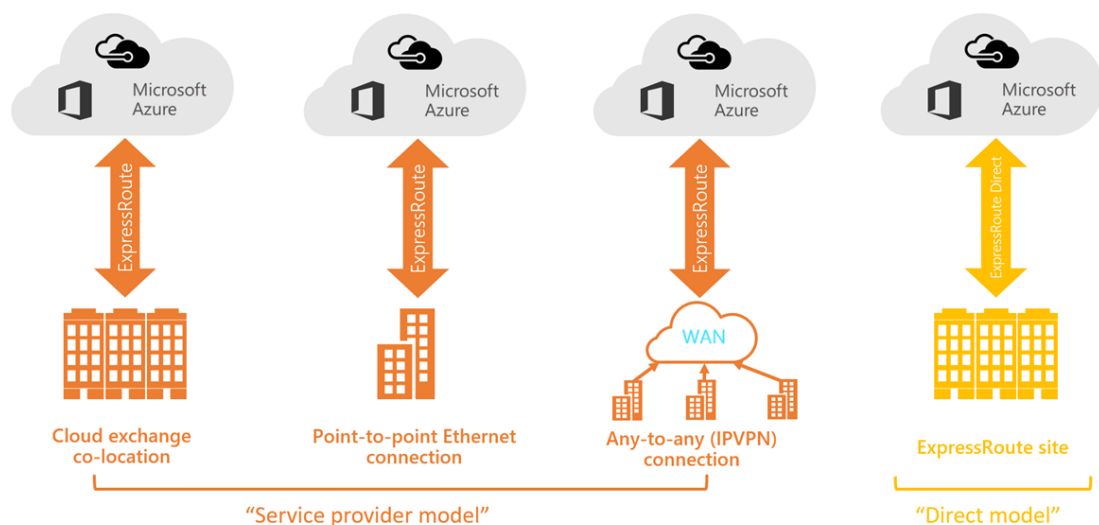 Microsoft
Azure
Microsoft
Azure
Microsoft
Azure
Microsoft
Azure
ExpressRoute
ExpressRoute
ExpressRoute
ExpressRoute Direct
WAN
Cloud exchange
co-location
Point-to-point Ethernet
connection
Any-to-any (IPVPN)
connection
ExpressRoute site
“Service provider model”
“Direct model”